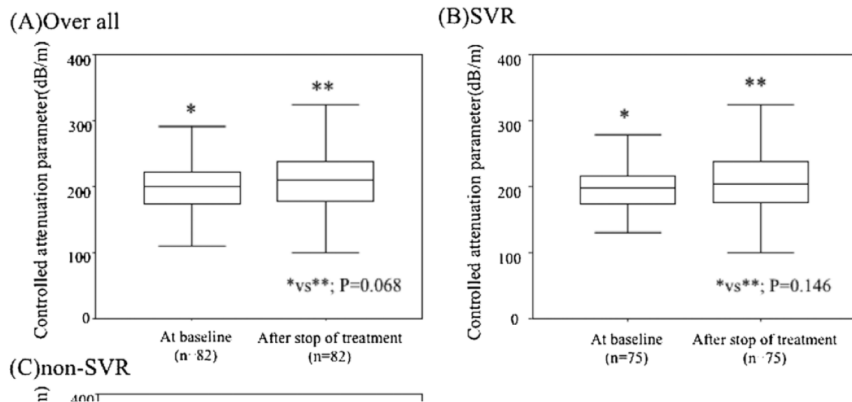 (A)Over all
Controlled attenuation parameter(dB/m)
400
300
200
100
0
*
**
*vs**; P=0.068
At baseline
(n=82)
After stop of treatment
(n=82)
(B)SVR
Controlled attenuation parameter(dB/m)
400
300
200
100
0
*
**
*vs**; P=0.146
At baseline
(n=75)
After stop of treatment
(n=75)
(C)non-SVR
400